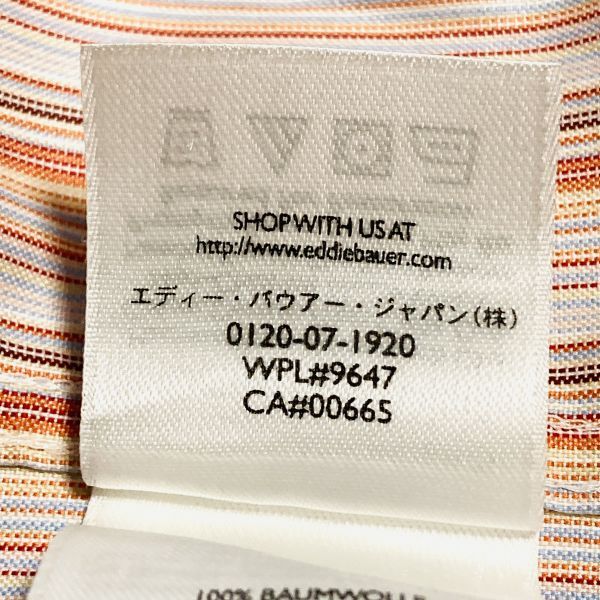 SHOP WITH US AT
http://www.eddiebauer.com
エディー・バウアー・ジャパン(株)
0120-07-1920
WPL#9647
CA#00665
100% BAUMWOLLE